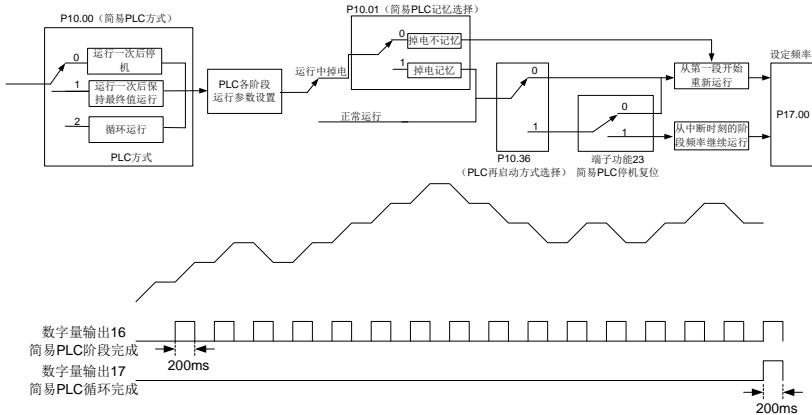 P10.00（简易PLC方式）
0
运行一次后停
机
1
运行一次后保
持最终值运行
2
循环运行
PLC方式
PLC各阶段
运行参数设置
运行中掉电
正常运行
P10.01（简易PLC记忆选择）
0
掉电不记忆
1
掉电记忆
0
1
P10.36
（PLC再启动方式选择）
0
1
端子功能23
简易PLC停机复位
从第一段开始
重新运行
从中断时刻的阶
段频率继续运行
设定频率
P17.00
数字量输出16
简易PLC阶段完成
200ms
数字量输出17
简易PLC循环完成
200ms